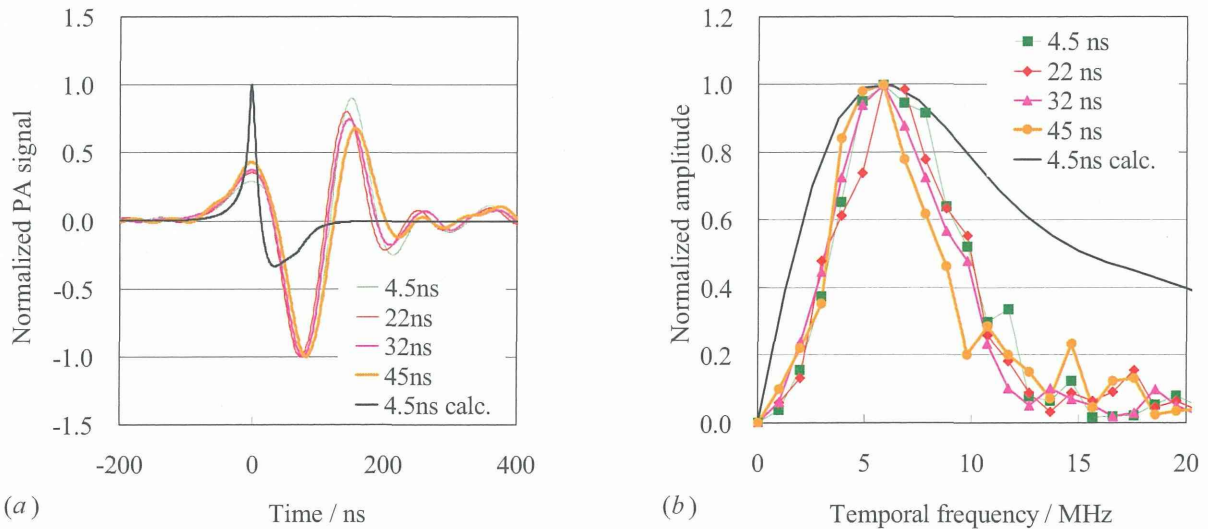 1.5
1.0
0.5
0.0
-0.5
-1.0
-1.5
Normalized PA signal
4.5ns
22ns
32ns
45ns
4.5ns calc.
-200
0
200
400
(a)
Time / ns
1.2
1.0
0.8
0.6
0.4
0.2
0.0
Normalized amplitude
4.5 ns
22 ns
32 ns
45 ns
4.5ns calc.
0
5
10
15
20
(b)
Temporal frequency / MHz